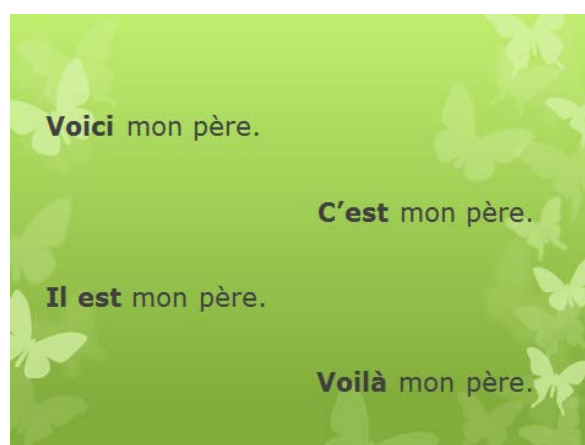 Voici mon père.
C’est mon père.
Il est mon père.
Voilà mon père.